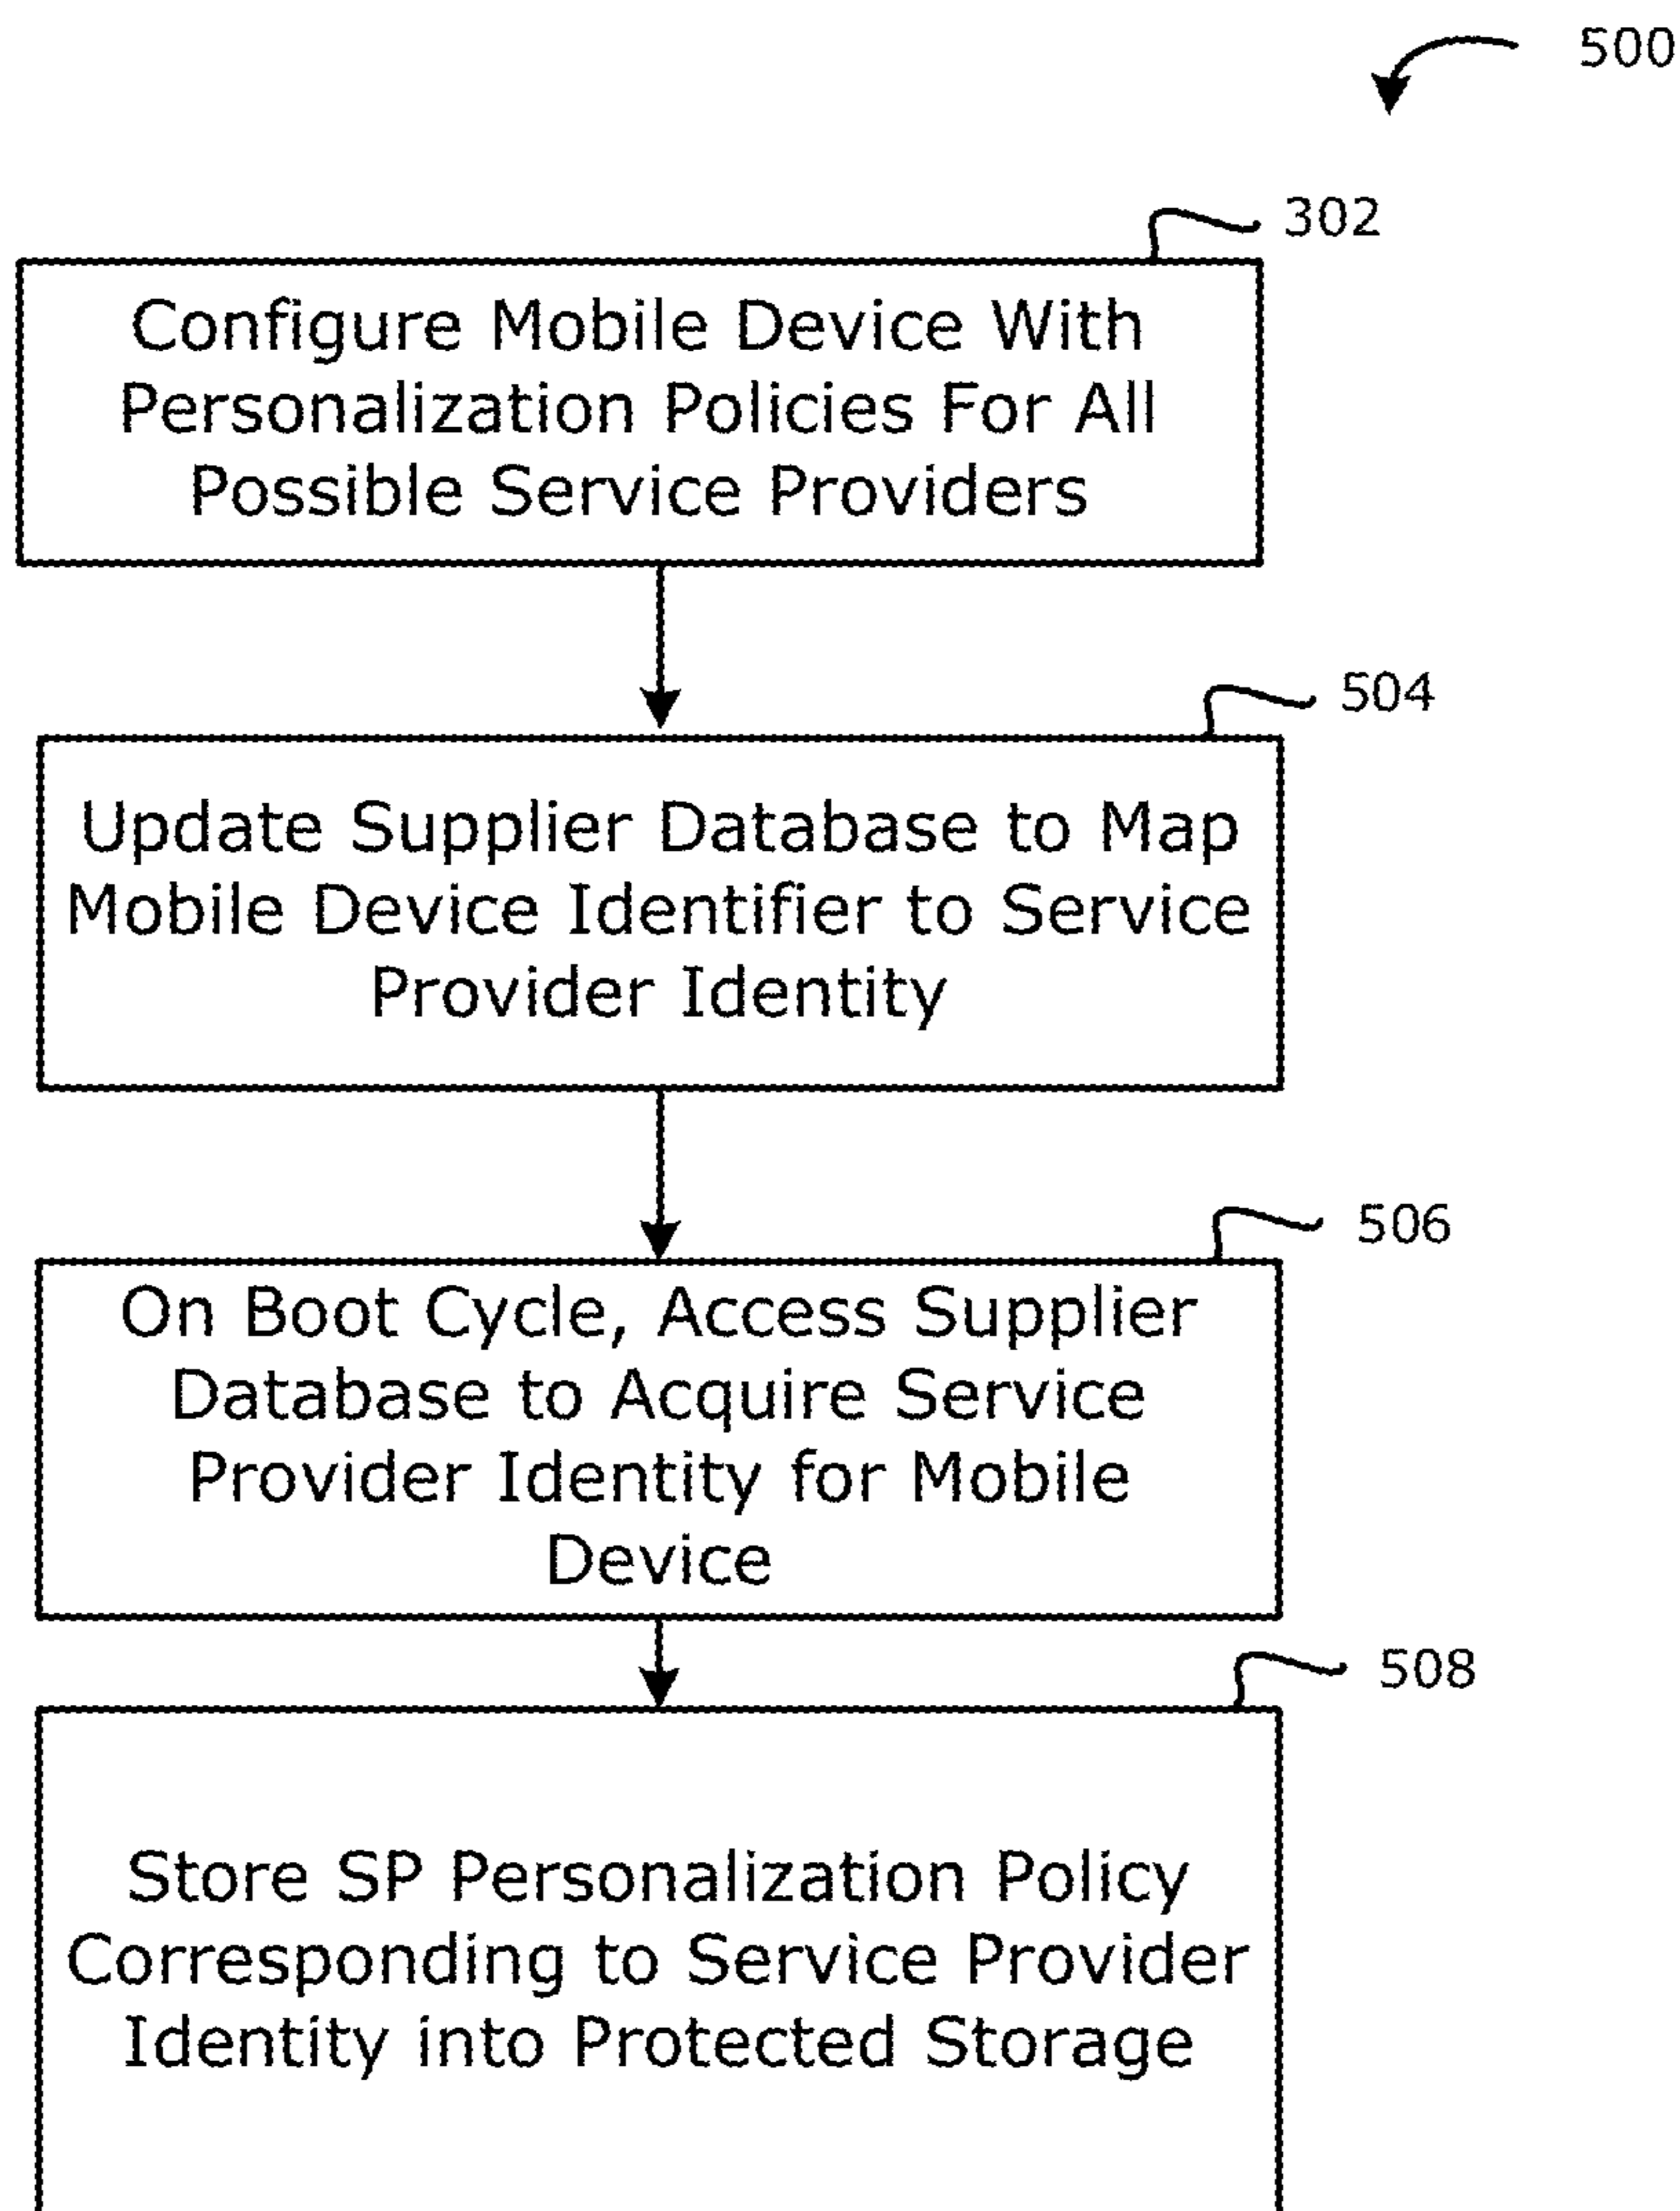 500
302
Configure Mobile Device With
Personalization Policies For All
Possible Service Providers
504
Update Supplier Database to Map
Mobile Device Identifier to Service
Provider Identity
506
On Boot Cycle, Access Supplier
Database to Acquire Service
Provider Identity for Mobile
Device
508
Store SP Personalization Policy
Corresponding to Service Provider
Identity into Protected Storage